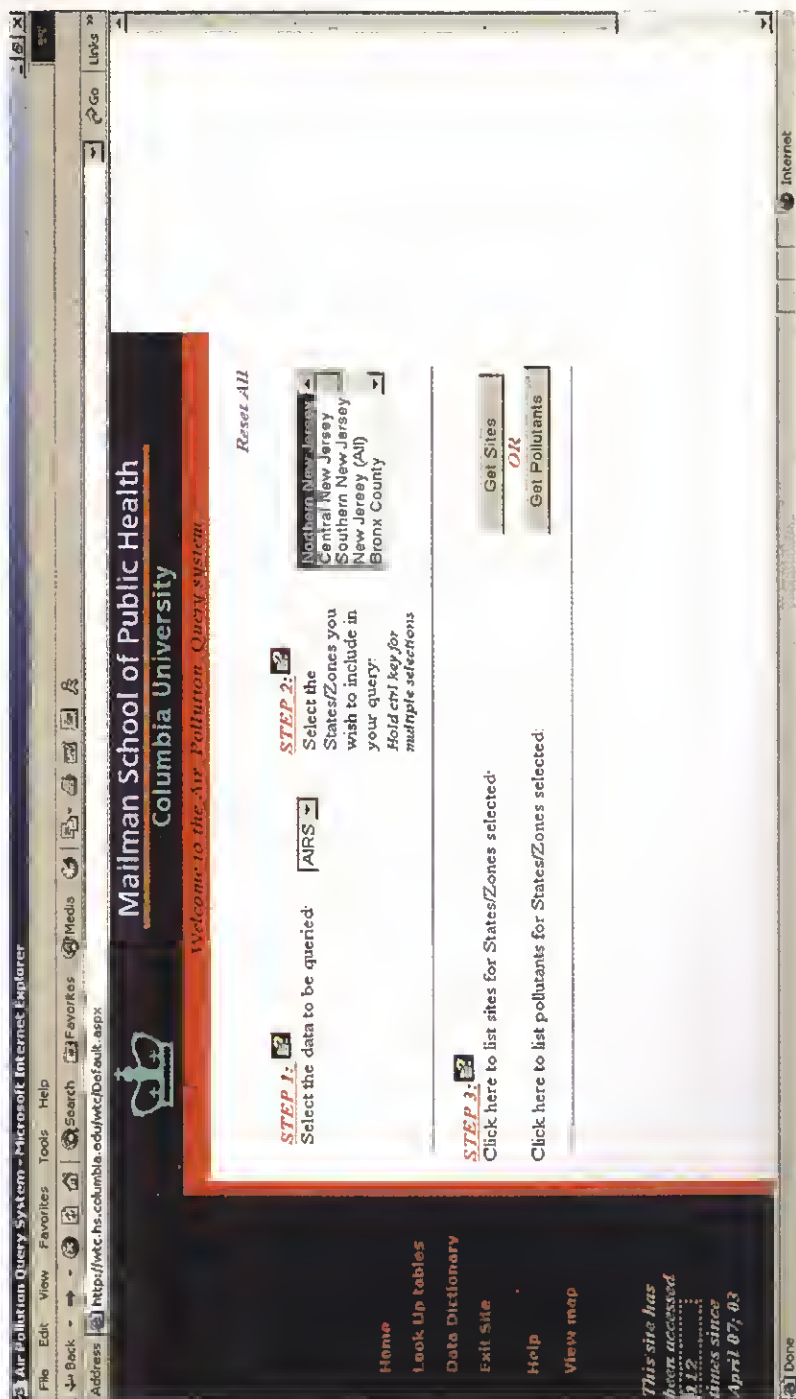 Air Pollution Query System - Microsoft Internet Explorer
File Edit View Favorites Tools Help
Back Search Favorites Media
Address http://wtc.hs.columbia.edu/wtc/Default.aspx Go Links »
Mailman School of Public Health
Columbia University
Welcome to the Air Pollution Query system
Reset All
STEP 1:
Select the data to be queried:
AIRS
STEP 2:
Select the
States/Zones you
wish to include in
your query:
Hold ctrl key for
multiple selections
Northern New Jersey
Central New Jersey
Southern New Jersey
New Jersey (All)
Bronx County
STEP 3:
Click here to list sites for States/Zones selected:
Get Sites
OR
Click here to list pollutants for States/Zones selected:
Get Pollutants
Home
Look Up tables
Data Dictionary
Exit Site
Help
View map
This site has
been accessed
112
times since
April 07, 03
Done
Internet